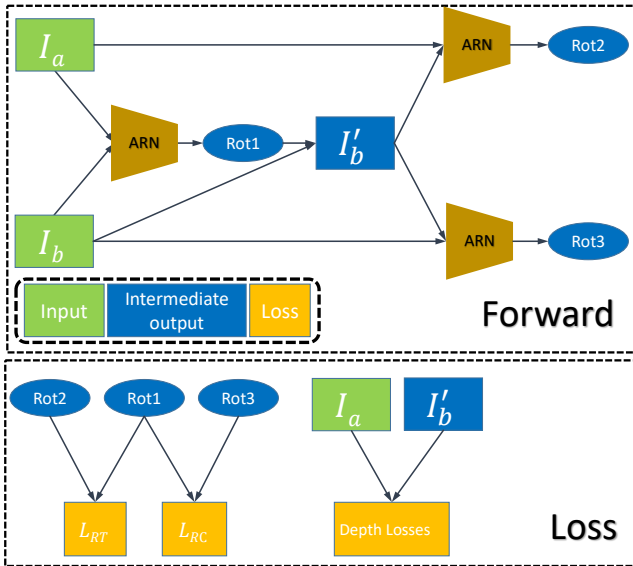 I_a
ARN
Rot2
ARN
Rot1
I'_b
I_b
ARN
Rot3
Input
Intermediate
output
Loss
Forward
Rot2
Rot1
Rot3
I_a
I'_b
L_RT
L_RC
Depth Losses
Loss